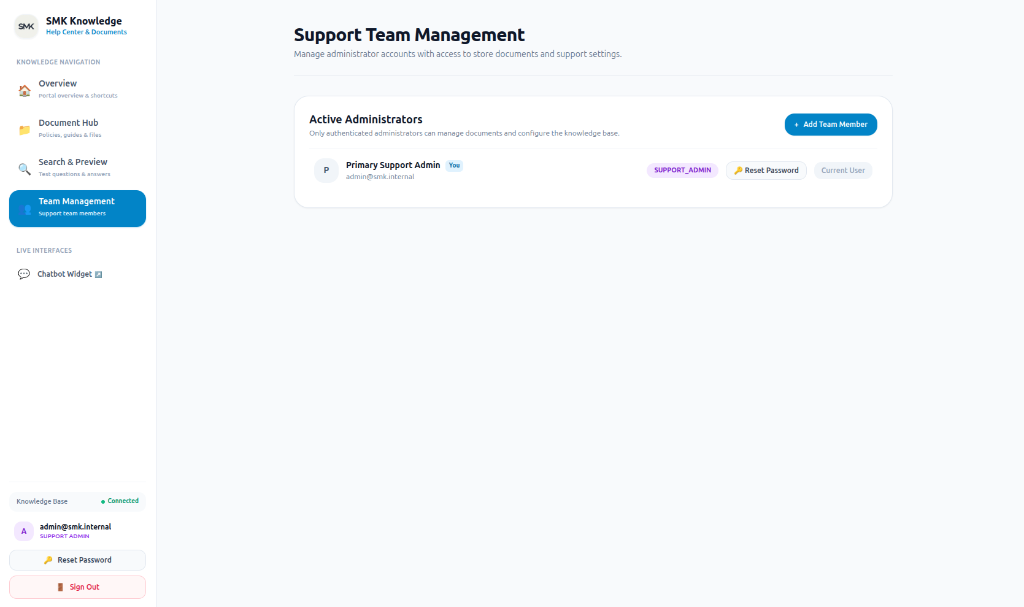 SMK
SMK Knowledge
Help Center & Documents
KNOWLEDGE NAVIGATION
Overview
Portal overview & shortcuts
Document Hub
Policies, guides & files
Search & Preview
Test questions & answers
Team Management
Support team members
LIVE INTERFACES
Chatbot Widget
Knowledge Base
Connected
A
admin@smk.internal
SUPPORT ADMIN
Reset Password
Sign Out
Support Team Management
Manage administrator accounts with access to store documents and support settings.
Active Administrators
Only authenticated administrators can manage documents and configure the knowledge base.
+ Add Team Member
P
Primary Support Admin You
admin@smk.internal
SUPPORT_ADMIN
Reset Password
Current User